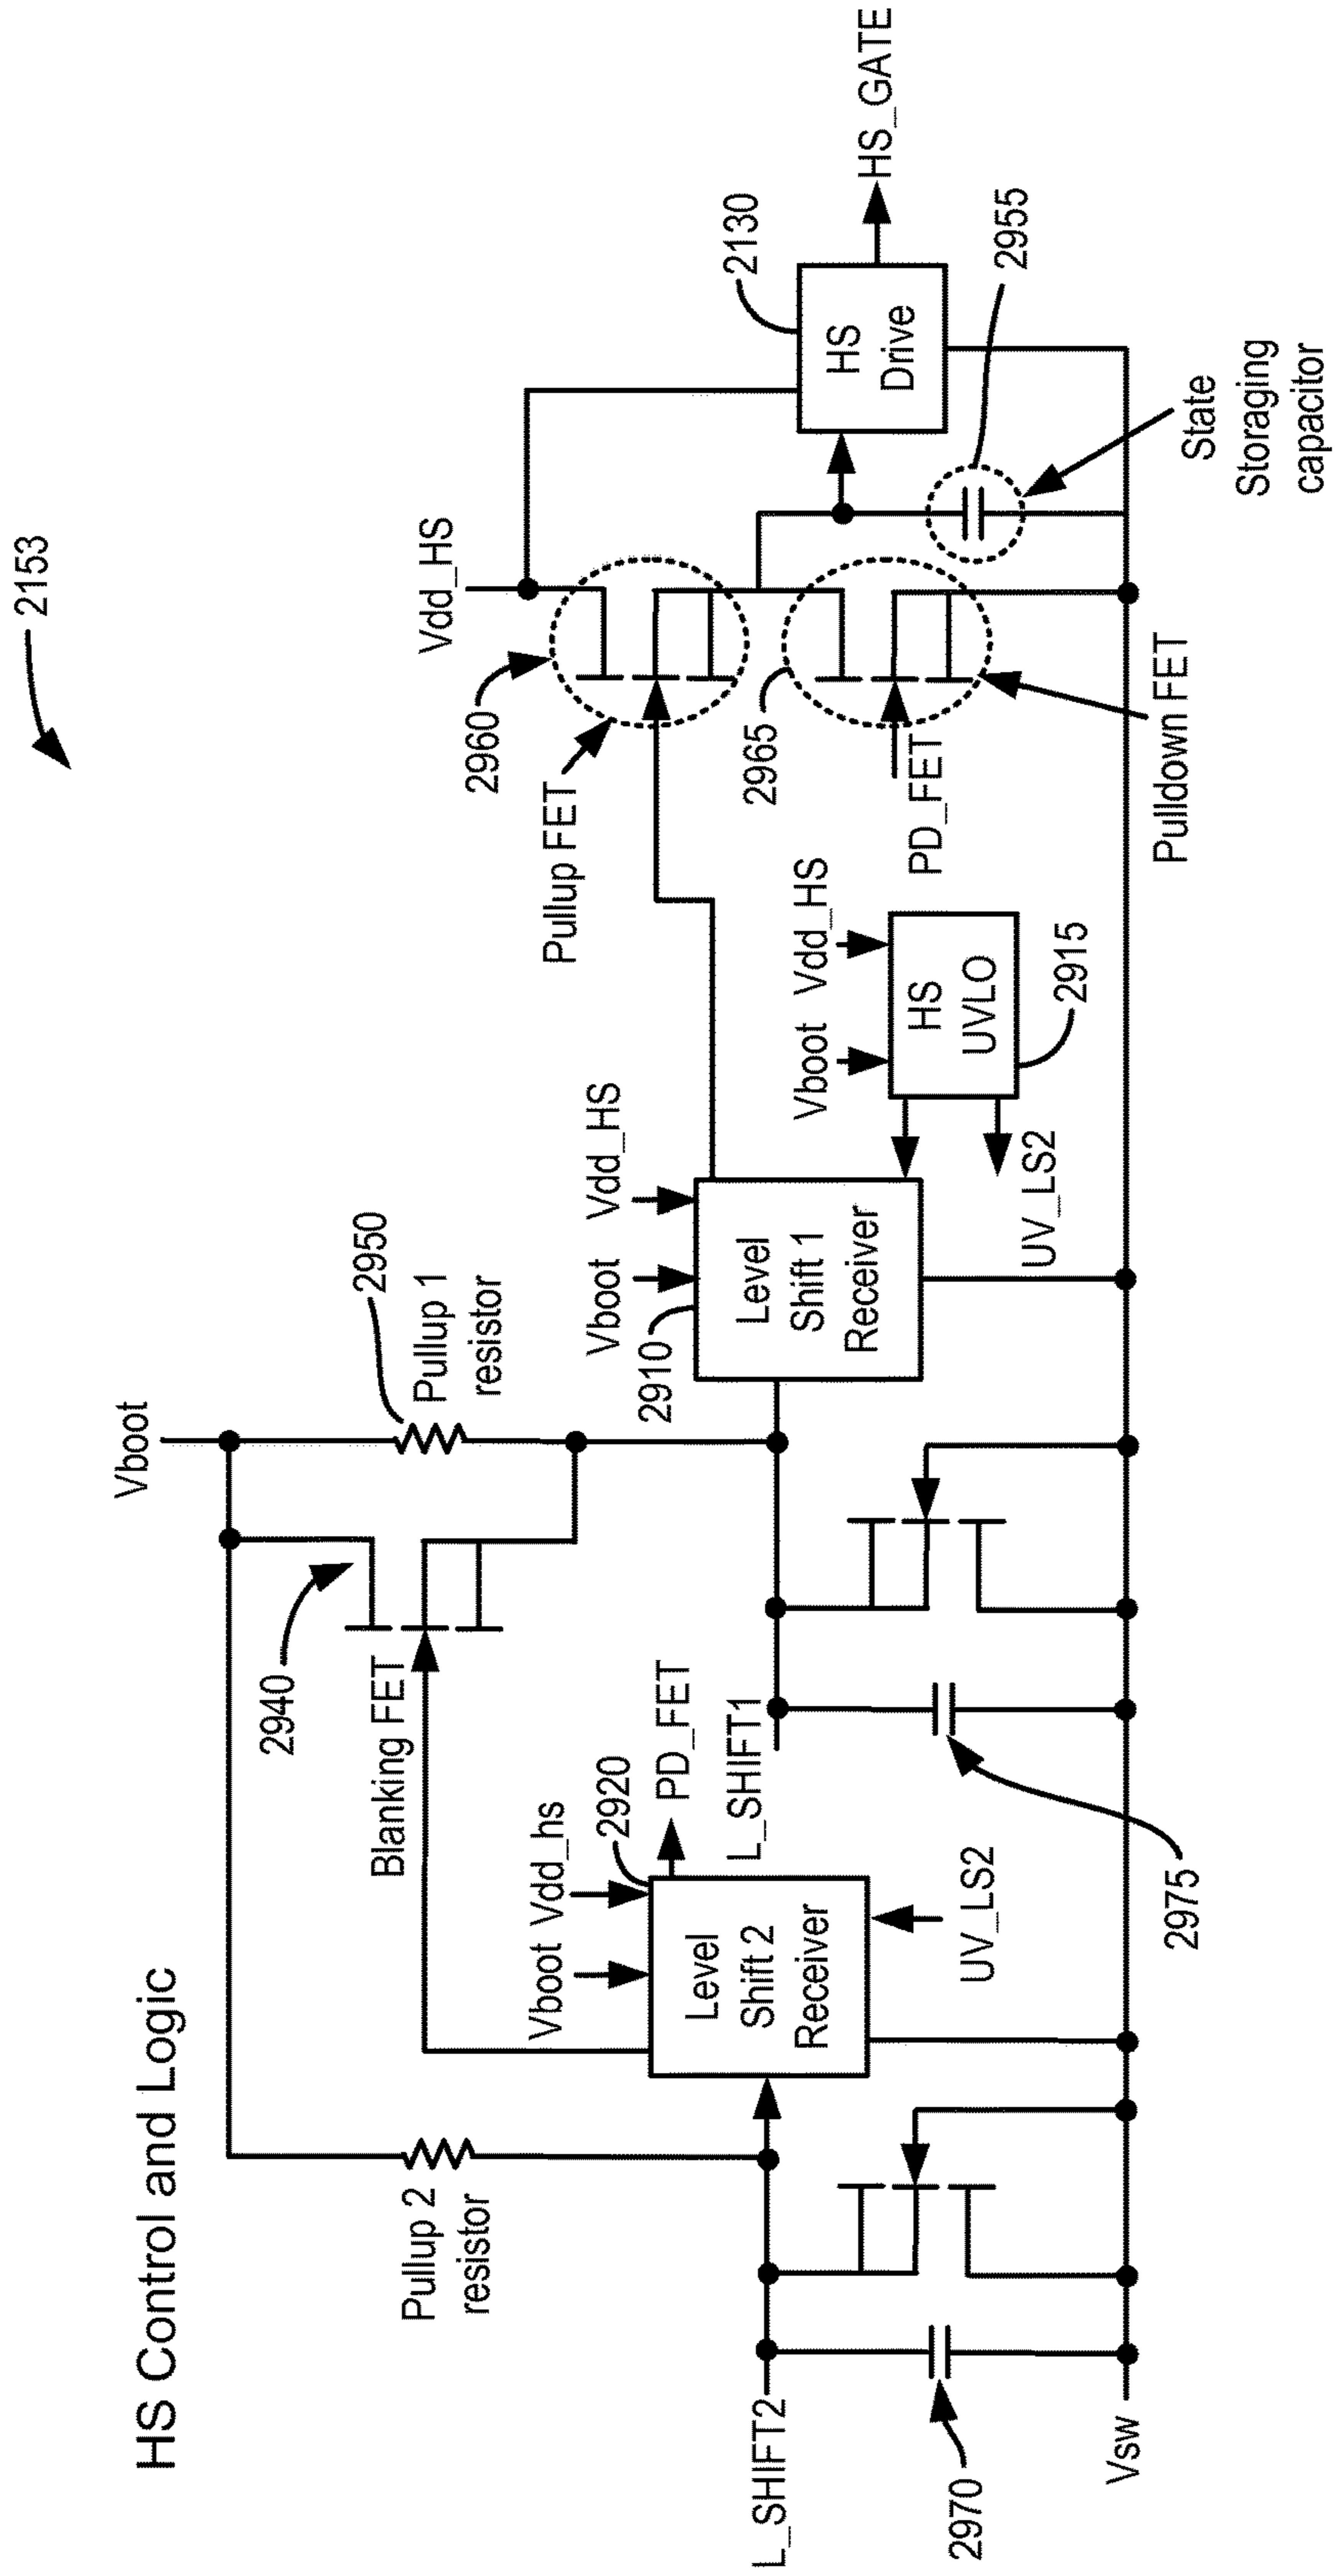 HS Control and Logic
2153
Vboot
2940
2950
Pullup 1
resistor
Pullup 2
resistor
Blanking FET
Vboot
Vdd_hs
2920
PD_FET
Level
Shift 2
Receiver
UV_LS2
L_SHIFT2
2970
Vsw
L_SHIFT1
2975
Vboot
Vdd_HS
2910
Level
Shift 1
Receiver
Vboot
Vdd_HS
HS
UVLO
2915
UV_LS2
Pullup FET
2960
Vdd_HS
2965
PD_FET
Pulldown FET
2130
HS
Drive
HS_GATE
2955
State
Storaging
capacitor